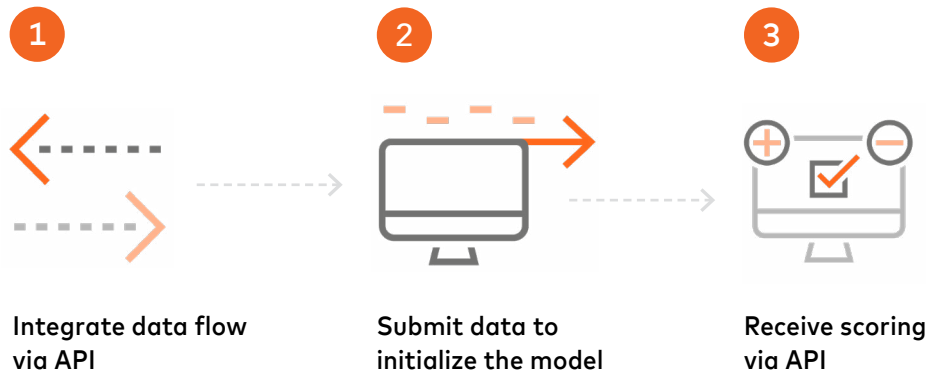 1
2
3
Integrate data flow
via API
Submit data to
initialize the model
Receive scoring
via API